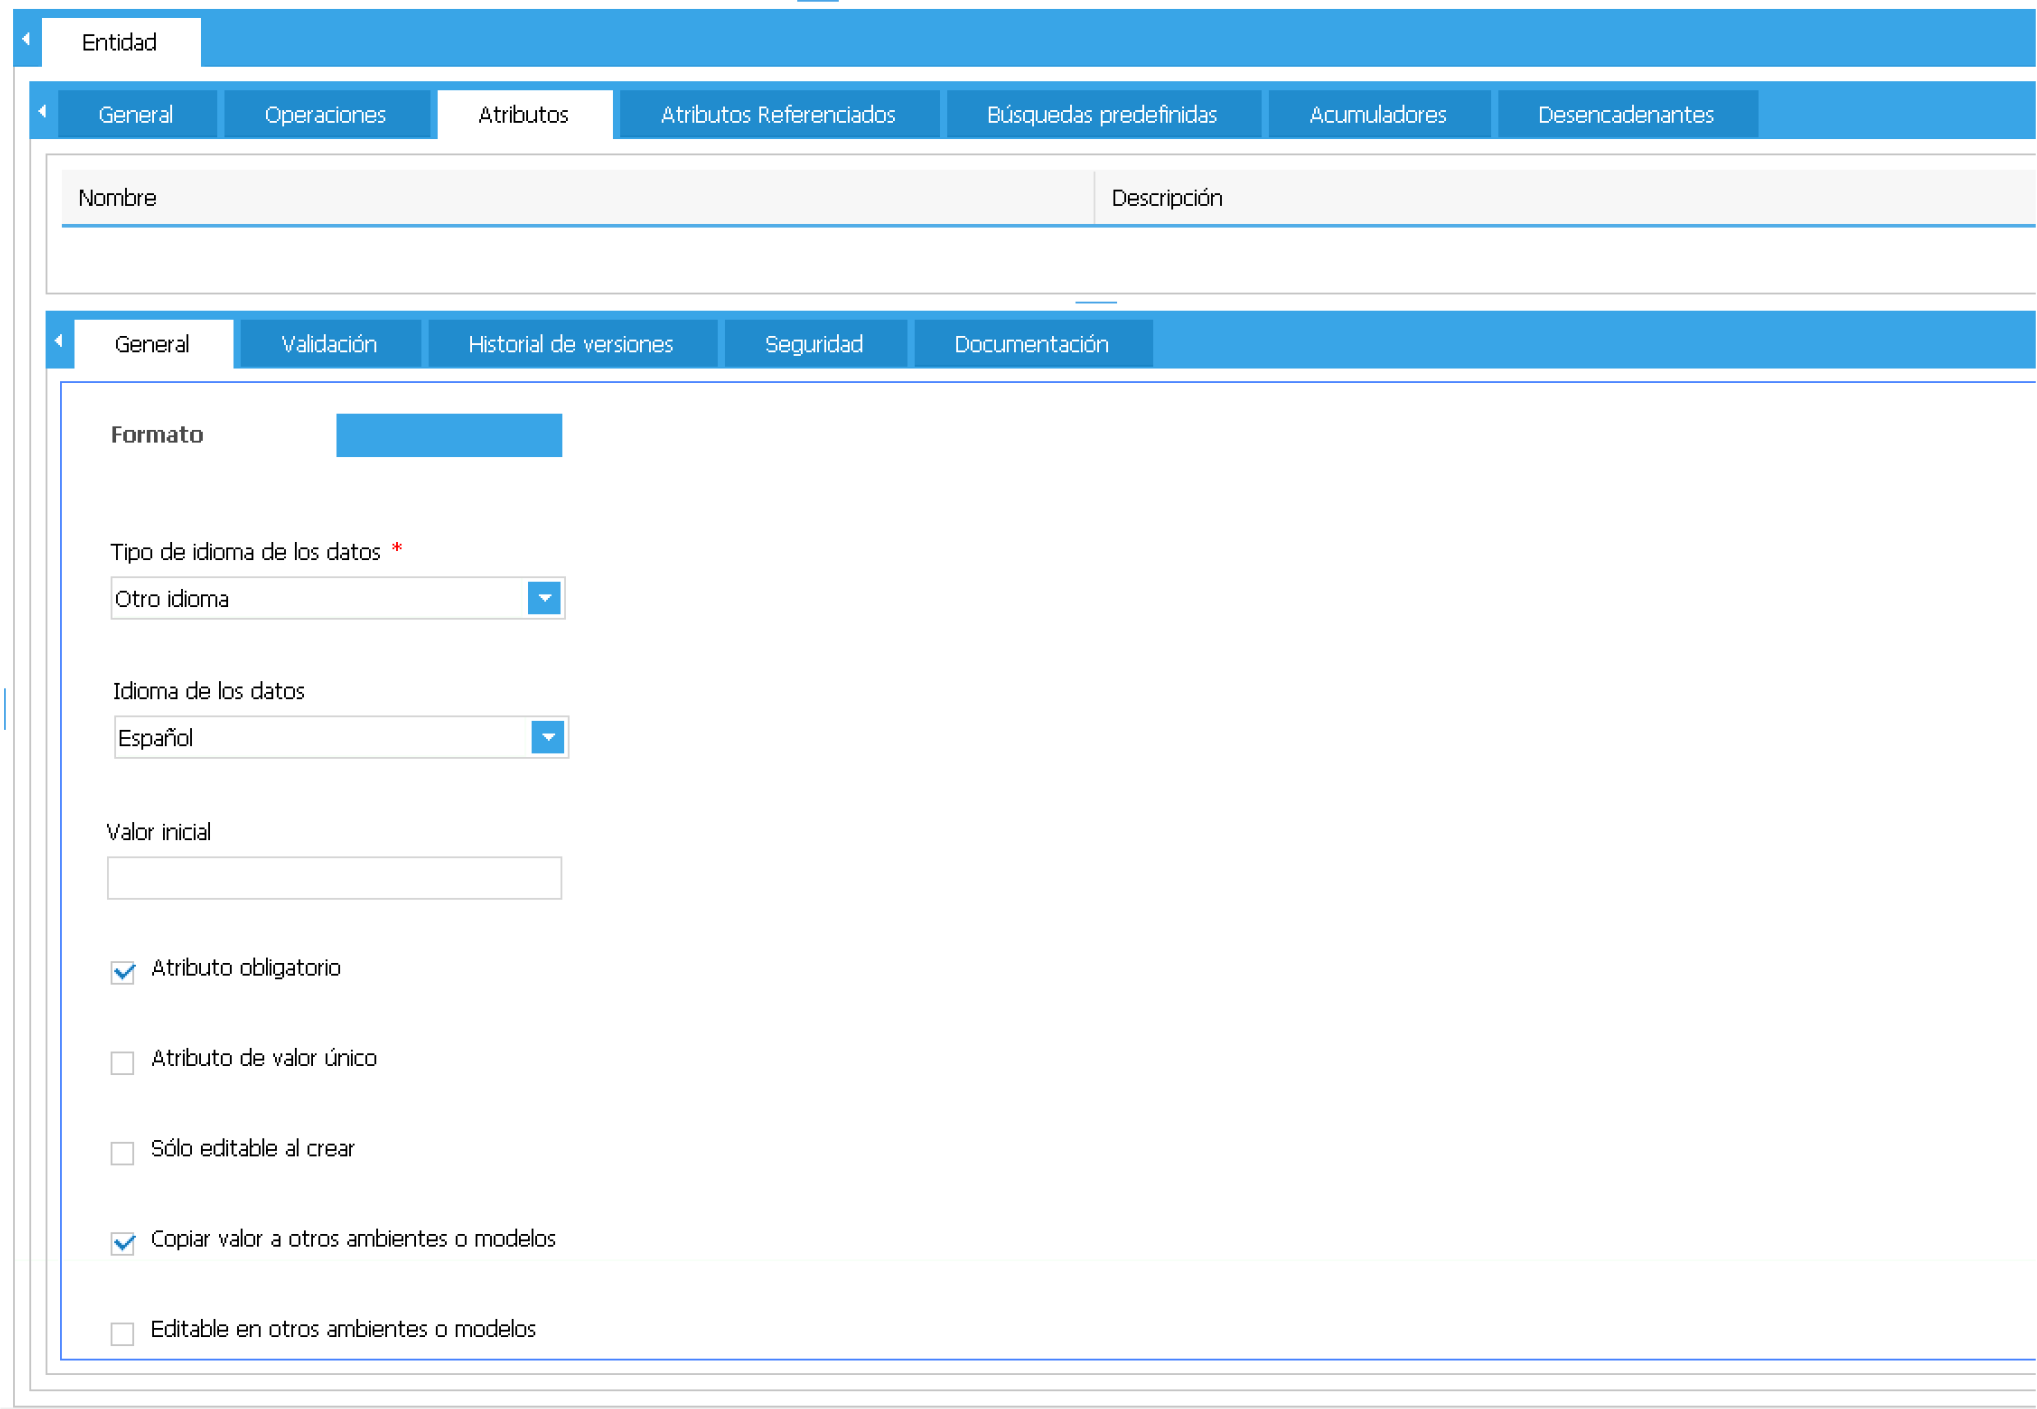 Entidad
General Operaciones Atributos Atributos Referenciados Búsquedas predefinidas Acumuladores Desencadenantes
Nombre Descripción
General Validación Historial de versiones Seguridad Documentación
Formato
Tipo de idioma de los datos *
Otro idioma
Idioma de los datos
Español
Valor inicial
Atributo obligatorio
Atributo de valor único
Sólo editable al crear
Copiar valor a otros ambientes o modelos
Editable en otros ambientes o modelos